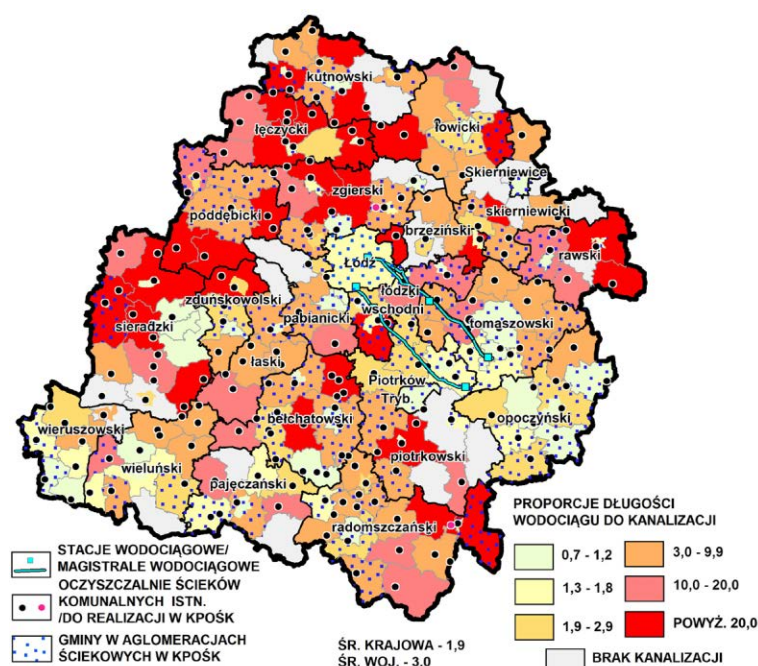 kutnowski
łęczycki
łowicki
Skierniewice
zgierski
skierniewicki
poddębicki
brzeziński
rawski
Łódź
zduńskowolski
łódzki
wschodni
sieradzki
pabianicki
tomaszowski
łaski
Piotrków
Tryb.
wieruszowski
bełchatowski
opoczyński
piotrkowski
wieluński
pajęczański
radomszczański
STACJE WODOCIĄGOWE/
MAGISTRALE WODOCIĄGOWE
OCZYSZCZALNIE ŚCIEKÓW
KOMUNALNYCH ISTN.
/DO REALIZACJI W KPOŚK
GMINY W AGLOMERACJACH
ŚCIEKOWYCH W KPOŚK
ŚR. KRAJOWA - 1,9
ŚR. WOJ. - 3,0
PROPORCJE DŁUGOŚCI
WODOCIĄGU DO KANALIZACJI
0,7 - 1,2
3,0 - 9,9
1,3 - 1,8
10,0 - 20,0
1,9 - 2,9
POWYŻ. 20,0
BRAK KANALIZACJI